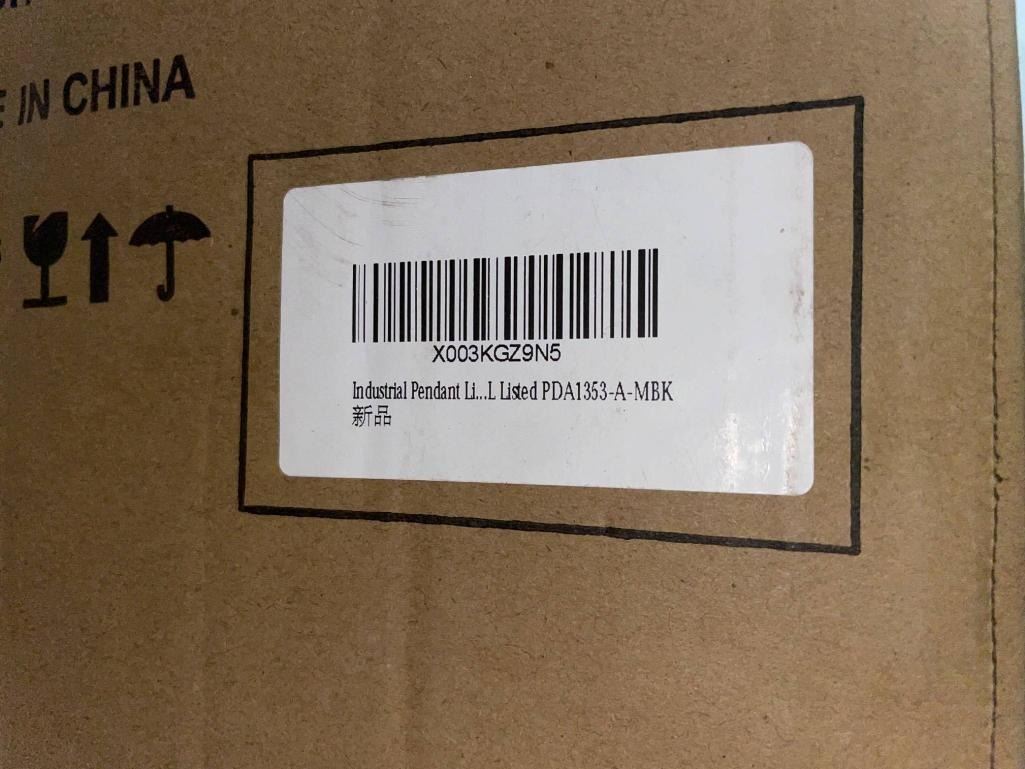 IN CHINA
X003KGZ9N5
Industrial Pendant Li...L Listed PDA1353-A-MBK
新品